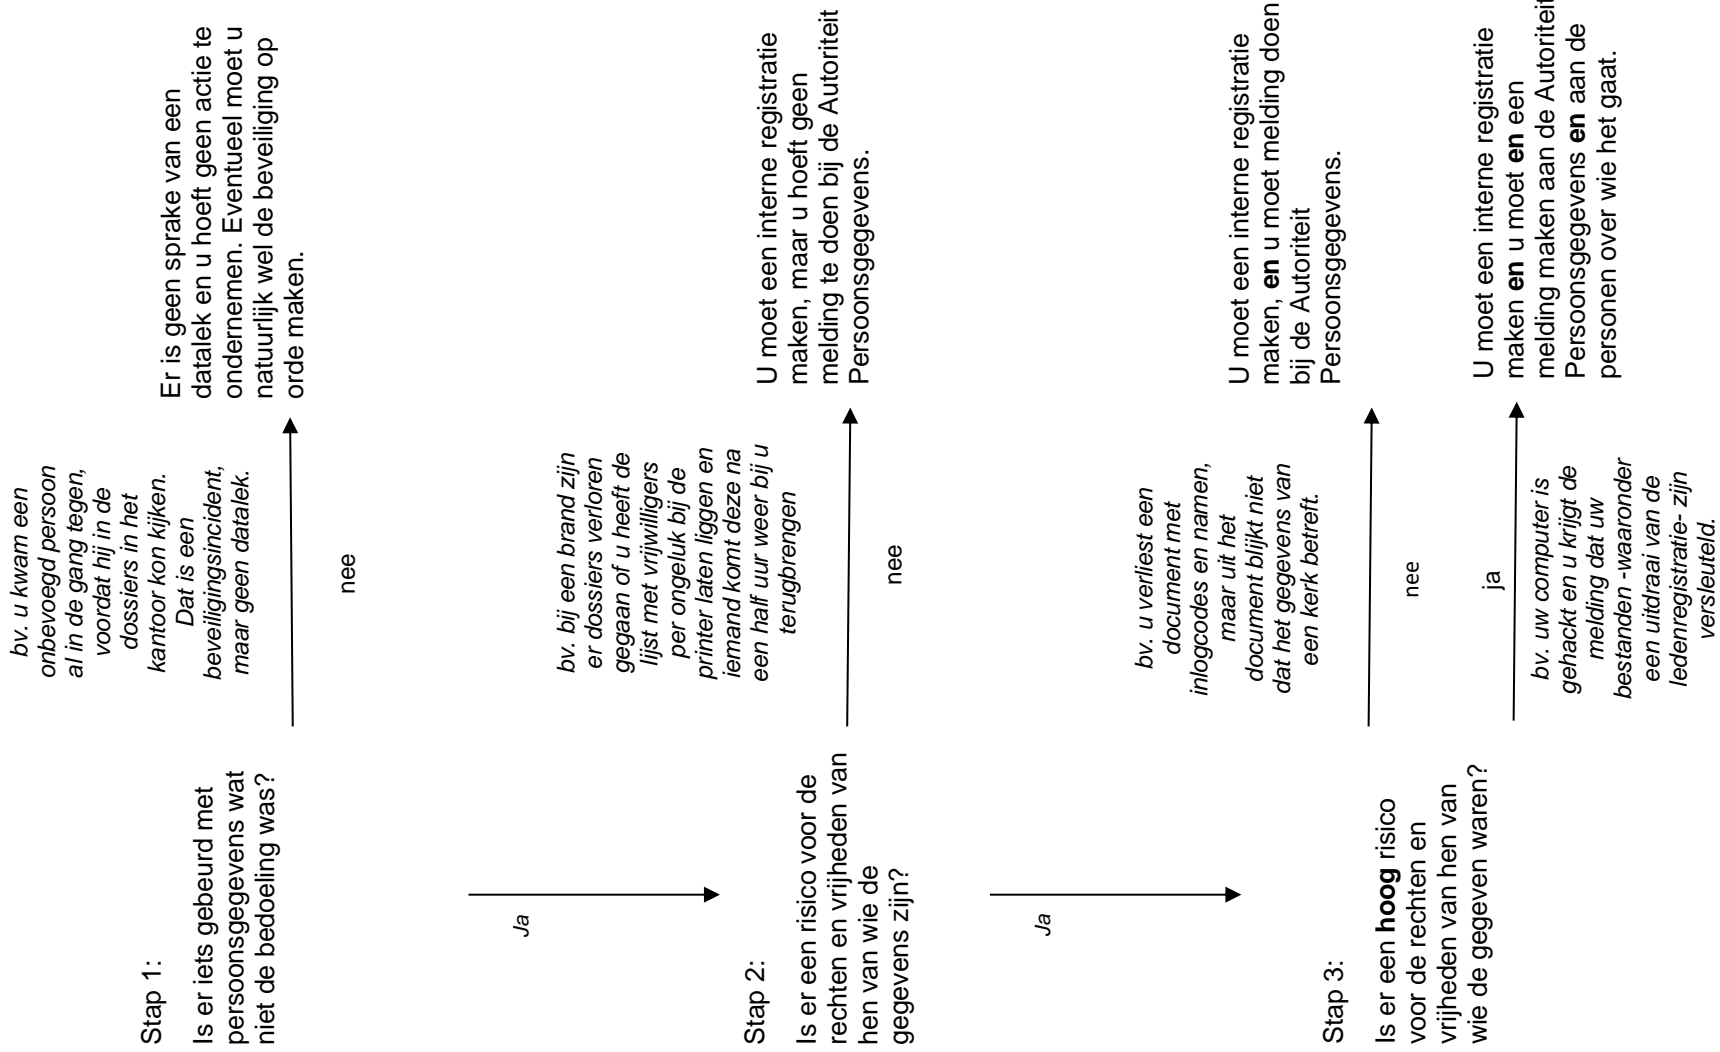 Stap 1:
Is er iets gebeurd met
persoonsgegevens wat
niet de bedoeling was?
bv. u kwam een
onbevoegd persoon
al in de gang tegen,
voordat hij in de
dossiers in het
kantoor kon kijken.
Dat is een
beveiligingsincident,
maar geen datalek.
nee
Er is geen sprake van een
datalek en u hoeft geen actie te
ondernemen. Eventueel moet u
natuurlijk wel de beveiliging op
orde maken.
Ja
Stap 2:
Is er een risico voor de
rechten en vrijheden van
hen van wie de
gegevens zijn?
bv. bij een brand zijn
er dossiers verloren
gegaan of u heeft de
lijst met vrijwilligers
per ongeluk bij de
printer laten liggen en
iemand komt deze na
een half uur weer bij u
terugbrengen
nee
U moet een interne registratie
maken, maar u hoeft geen
melding te doen bij de Autoriteit
Persoonsgegevens.
Ja
Stap 3:
Is er een hoog risico
voor de rechten en
vrijheden van hen van
wie de gegeven waren?
bv. u verliest een
document met
inlogcodes en namen,
maar uit het
document blijkt niet
dat het gegevens van
een kerk betreft.
nee
U moet een interne registratie
maken, en u moet melding doen
bij de Autoriteit
Persoonsgegevens.
ja
bv. uw computer is
gehackt en u krijgt de
melding dat uw
bestanden -waaronder
een uitdraai van de
ledenregistratie- zijn
versleuteld.
U moet een interne registratie
maken en u moet en een
melding maken aan de Autoriteit
Persoonsgegevens en aan de
personen over wie het gaat.